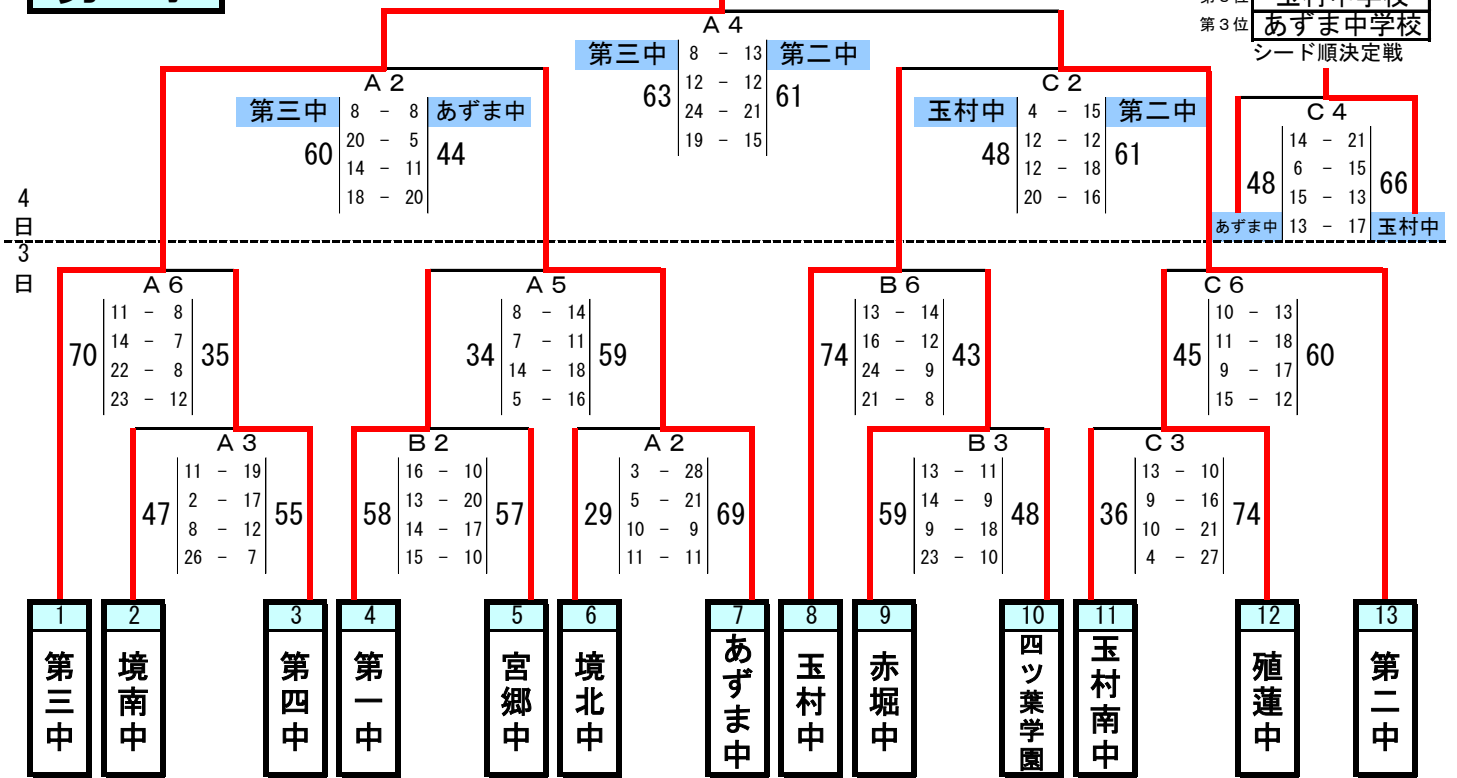 玉村中学校
第3位 あずま中学校
シード順決定戦
A4
第三中 8 - 13 第二中
12 - 12
63 61
24 - 21
19 - 15
A2
第三中 8 - 8 あずま中
20 - 5
60 44
14 - 11
18 - 20
C2
玉村中 4 - 15 第二中
12 - 12
48 61
12 - 18
20 - 16
C4
14 - 21
6 - 15
48 66
15 - 13
あずま中 13 - 17 玉村中
4日
3日
A6
11 - 8
14 - 7
70 35
22 - 8
23 - 12
A5
8 - 14
7 - 11
34 59
14 - 18
5 - 16
B6
13 - 14
16 - 12
74 43
24 - 9
21 - 8
C6
10 - 13
11 - 18
45 60
9 - 17
15 - 12
A3
11 - 19
2 - 17
47 55
8 - 12
26 - 7
B2
16 - 10
13 - 20
58 57
14 - 17
15 - 10
A2
3 - 28
5 - 21
29 69
10 - 9
11 - 11
B3
13 - 11
14 - 9
59 48
9 - 18
23 - 10
C3
13 - 10
9 - 16
36 74
10 - 21
4 - 27
1 2 3 4 5 6 7 8 9 10 11 12 13
第三中
境南中
第四中
第一中
宮郷中
境北中
あずま中
玉村中
赤堀中
四ツ葉学園
玉村南中
殖蓮中
第二中